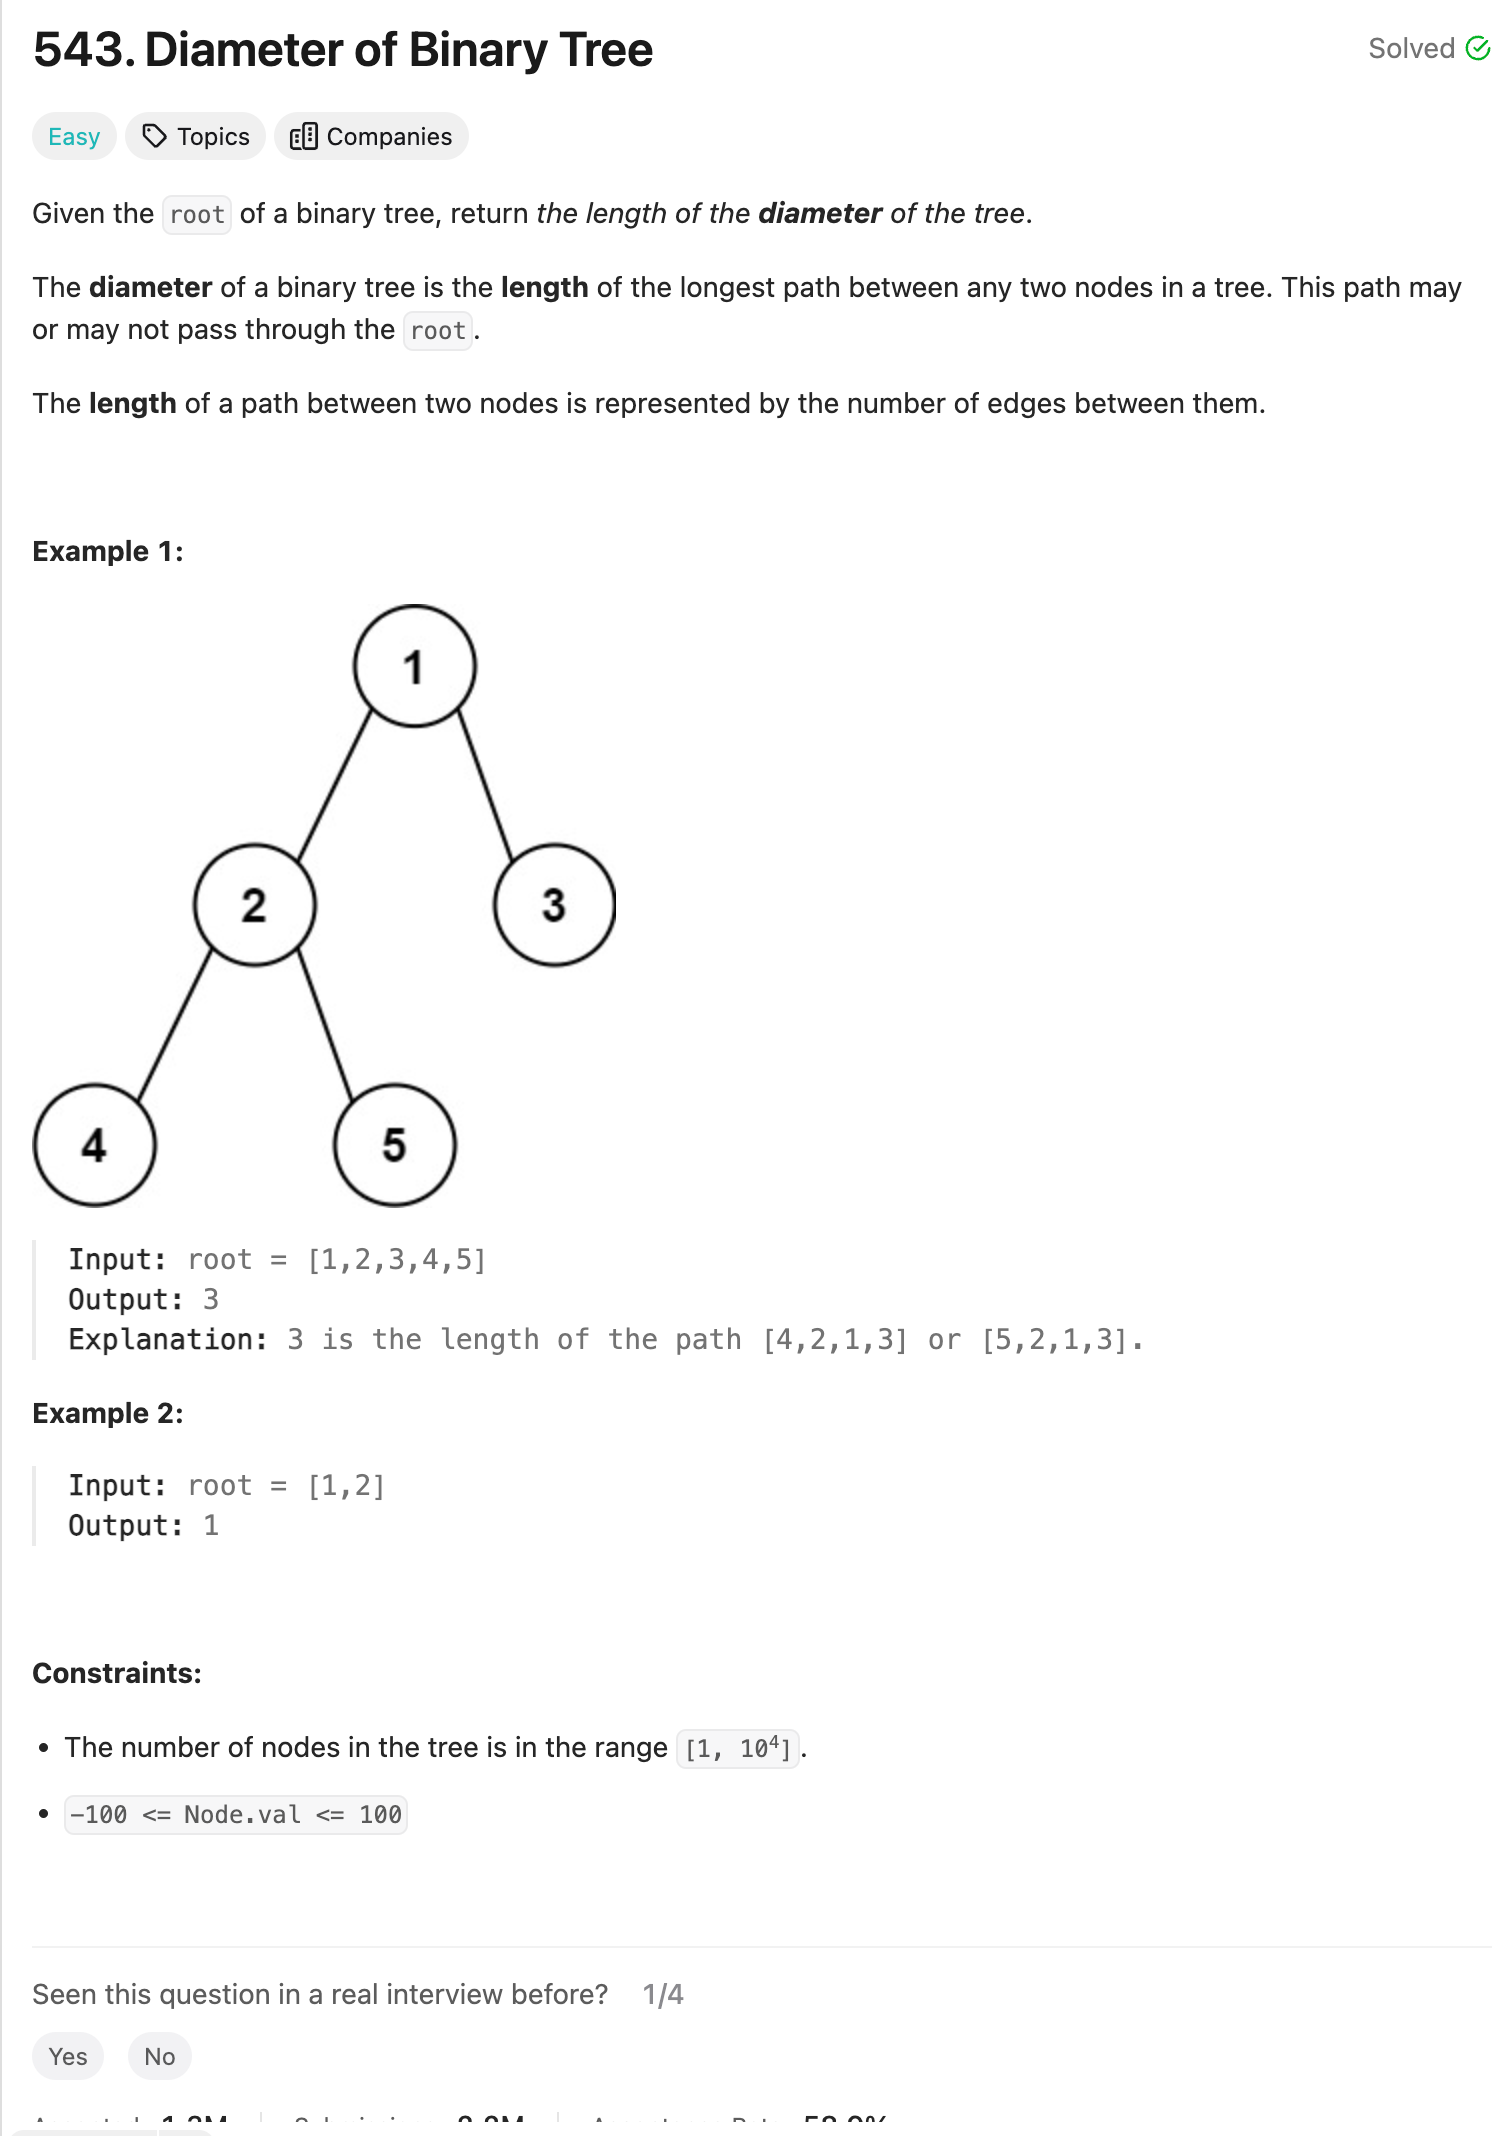 543. Diameter of Binary Tree
Solved
Easy
Topics
Companies
Given the root of a binary tree, return the length of the diameter of the tree.
The diameter of a binary tree is the length of the longest path between any two nodes in a tree. This path may
or may not pass through the root.
The length of a path between two nodes is represented by the number of edges between them.
Example 1:
1
2
3
4
5
Input: root = [1,2,3,4,5]
Output: 3
Explanation: 3 is the length of the path [4,2,1,3] or [5,2,1,3].
Example 2:
Input: root = [1,2]
Output: 1
Constraints:
• The number of nodes in the tree is in the range [1, 10⁴].
• -100 <= Node.val <= 100
Seen this question in a real interview before? 1/4
Yes
No